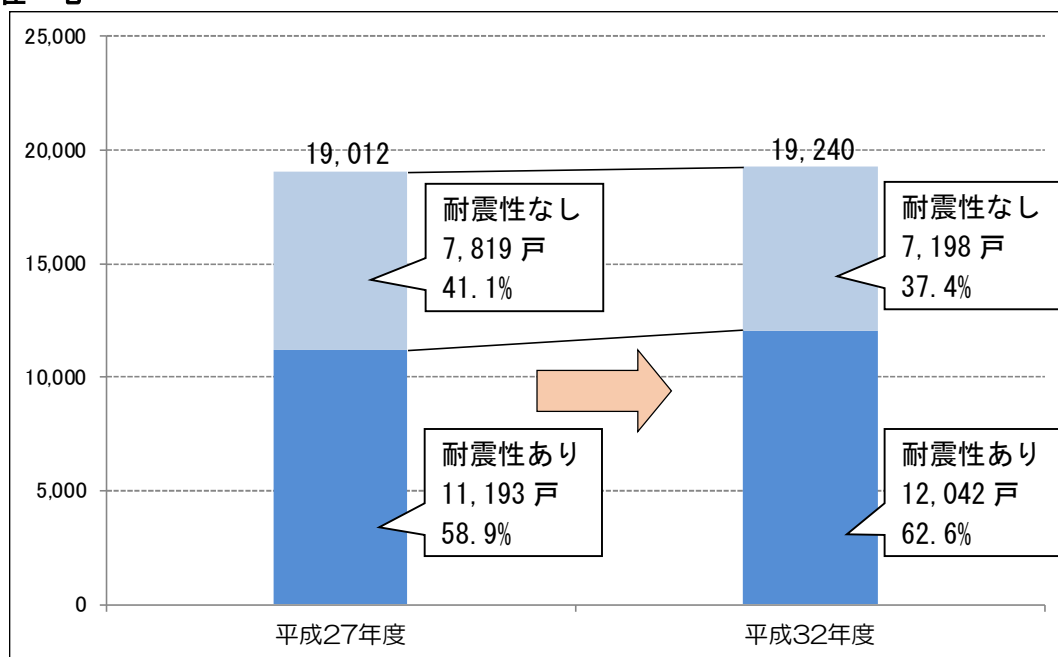 25,000
20,000
15,000
10,000
5,000
0
19,012
19,240
耐震性なし
7,819 戸
41.1%
耐震性なし
7,198 戸
37.4%
耐震性あり
11,193 戸
58.9%
耐震性あり
12,042 戸
62.6%
平成27年度
平成32年度